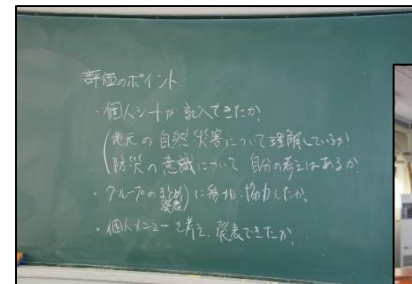 評価のポイント
・個人シートが記入できたか?
(地元の自然災害について理解しているか
防災の意識について 自分の考えはあるか
・グループのまとめ 発表)に参加、協力したか?
・個人メニューを考え、発表できたか?